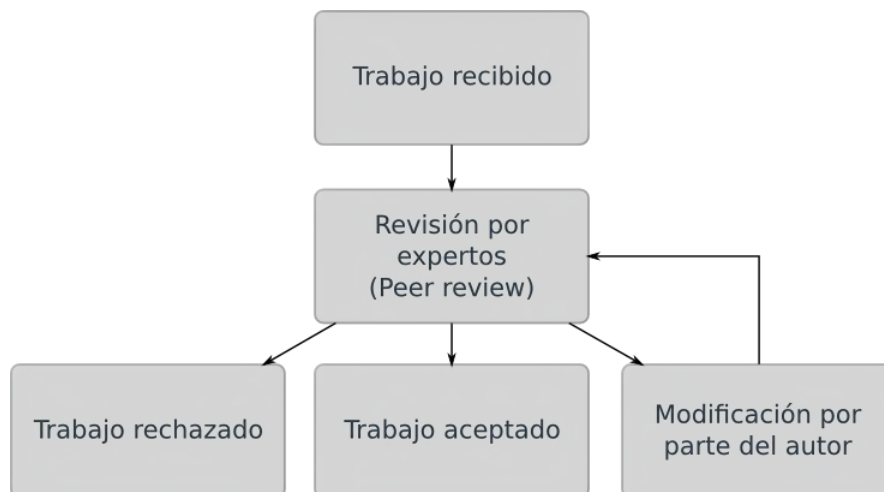 Trabajo recibido
Revisión por
expertos
(Peer review)
Trabajo rechazado
Trabajo aceptado
Modificación por
parte del autor